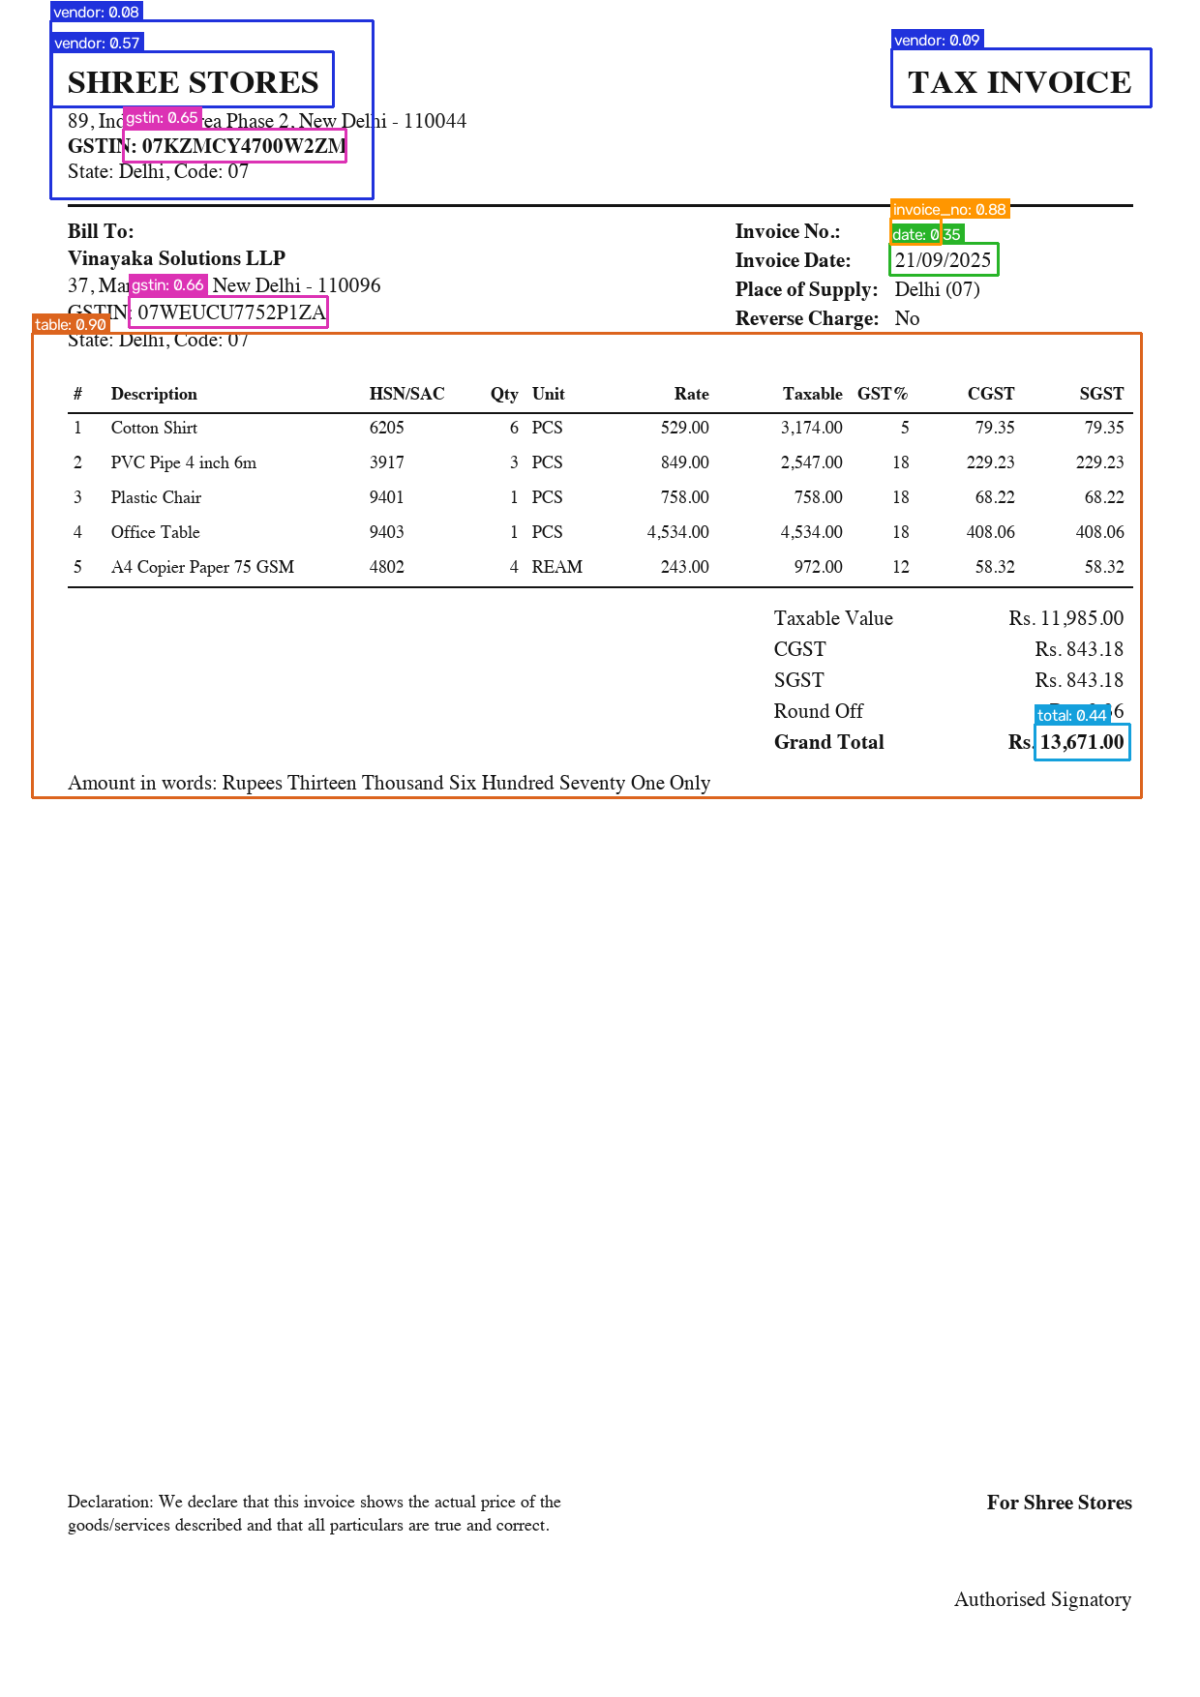 vendor: 0.08
vendor: 0.57
vendor: 0.09
SHREE STORES
TAX INVOICE
gstin: 0.65
89, Phase 2, New Delhi - 110044
GSTIN: 07KZMCY4700W2ZM
State: Delhi, Code: 07
invoice_no: 0.88
Bill To:
Invoice No.:
date: 0.35
Vinayaka Solutions LLP
Invoice Date: 21/09/2025
gstin: 0.66
37, New Delhi - 110096
Place of Supply: Delhi (07)
GSTIN: 07WEUCU7752P1ZA
Reverse Charge: No
table: 0.90
State: Delhi, Code: 07
# Description HSN/SAC Qty Unit Rate Taxable GST% CGST SGST
1 Cotton Shirt 6205 6 PCS 529.00 3,174.00 5 79.35 79.35
2 PVC Pipe 4 inch 6m 3917 3 PCS 849.00 2,547.00 18 229.23 229.23
3 Plastic Chair 9401 1 PCS 758.00 758.00 18 68.22 68.22
4 Office Table 9403 1 PCS 4,534.00 4,534.00 18 408.06 408.06
5 A4 Copier Paper 75 GSM 4802 4 REAM 243.00 972.00 12 58.32 58.32
Taxable Value Rs. 11,985.00
CGST Rs. 843.18
SGST Rs. 843.18
Round Off
total: 0.44
Grand Total Rs. 13,671.00
Amount in words: Rupees Thirteen Thousand Six Hundred Seventy One Only
Declaration: We declare that this invoice shows the actual price of the
goods/services described and that all particulars are true and correct.
For Shree Stores
Authorised Signatory